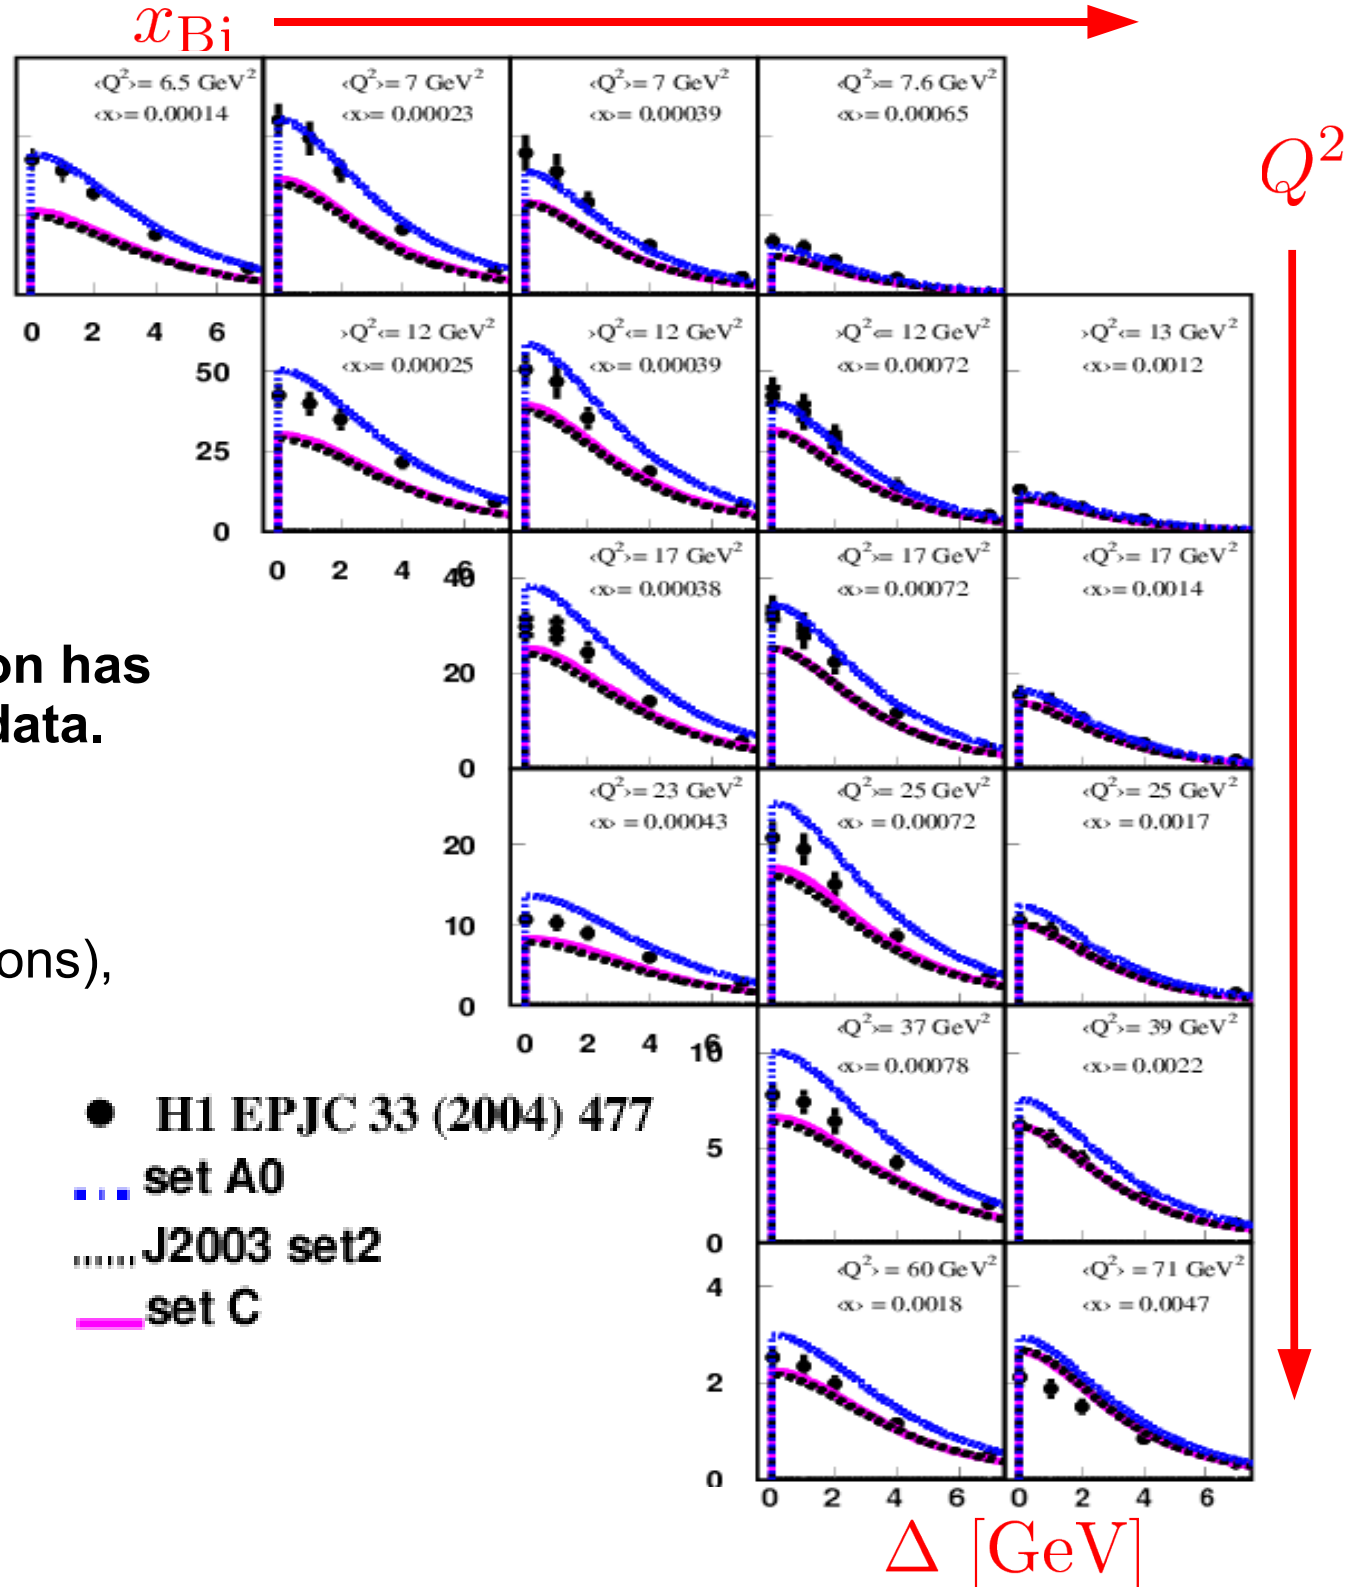 x_Bj
Q²
‹Q²›= 6.5 GeV²
‹x›= 0.00014
‹Q²›= 7 GeV²
‹x›= 0.00023
‹Q²›= 7 GeV²
‹x›= 0.00039
‹Q²›= 7.6 GeV²
‹x›= 0.00065
0 2 4 6
›Q²‹= 12 GeV²
‹x›= 0.00025
›Q²‹= 12 GeV²
‹x›= 0.00039
›Q²‹= 12 GeV²
‹x›= 0.00072
›Q²‹= 13 GeV²
‹x›= 0.0012
50
25
0
0 2 4 6
‹Q²›= 17 GeV²
‹x›= 0.00038
‹Q²›= 17 GeV²
‹x›= 0.00072
‹Q²›= 17 GeV²
‹x›= 0.0014
40
20
0
on has
data.
‹Q²›= 23 GeV²
‹x› = 0.00043
‹Q²›= 25 GeV²
‹x› = 0.00072
‹Q²›= 25 GeV²
‹x› = 0.0017
20
10
0
ons),
0 2 4 6
‹Q²›= 37 GeV²
‹x›= 0.00078
‹Q²›= 39 GeV²
‹x›= 0.0022
10
5
0
H1 EPJC 33 (2004) 477
set A0
J2003 set2
set C
‹Q²› = 60 GeV²
‹x› = 0.0018
‹Q²› = 71 GeV²
‹x› = 0.0047
4
2
0
0 2 4 6
0 2 4 6
Δ [GeV]